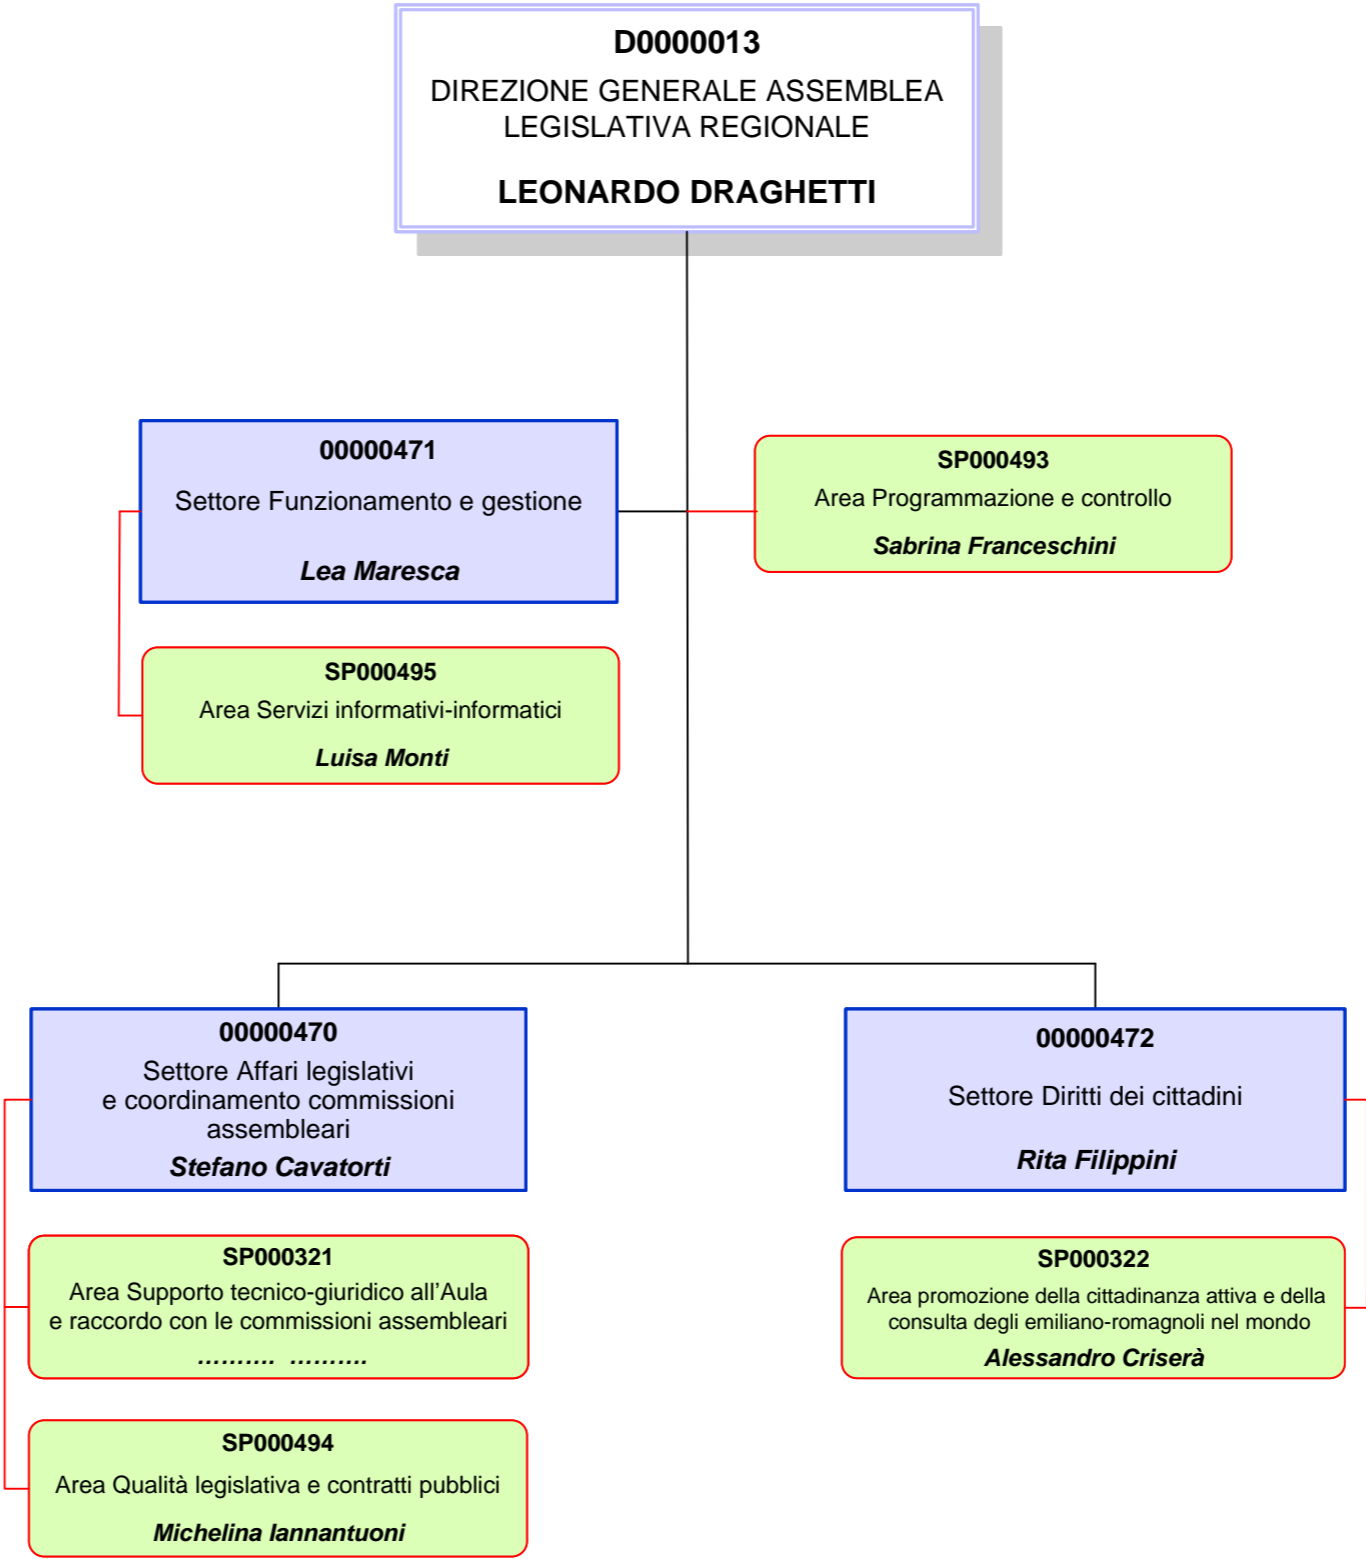 D0000013
DIREZIONE GENERALE ASSEMBLEA
LEGISLATIVA REGIONALE
LEONARDO DRAGHETTI
00000471
Settore Funzionamento e gestione
Lea Maresca
SP000493
Area Programmazione e controllo
Sabrina Franceschini
SP000495
Area Servizi informativi-informatici
Luisa Monti
00000470
Settore Affari legislativi
e coordinamento commissioni
assembleari
Stefano Cavatorti
00000472
Settore Diritti dei cittadini
Rita Filippini
SP000321
Area Supporto tecnico-giuridico all'Aula
e raccordo con le commissioni assembleari
.......... ..........
SP000322
Area promozione della cittadinanza attiva e della
consulta degli emiliano-romagnoli nel mondo
Alessandro Criserà
SP000494
Area Qualità legislativa e contratti pubblici
Michelina Iannantuoni